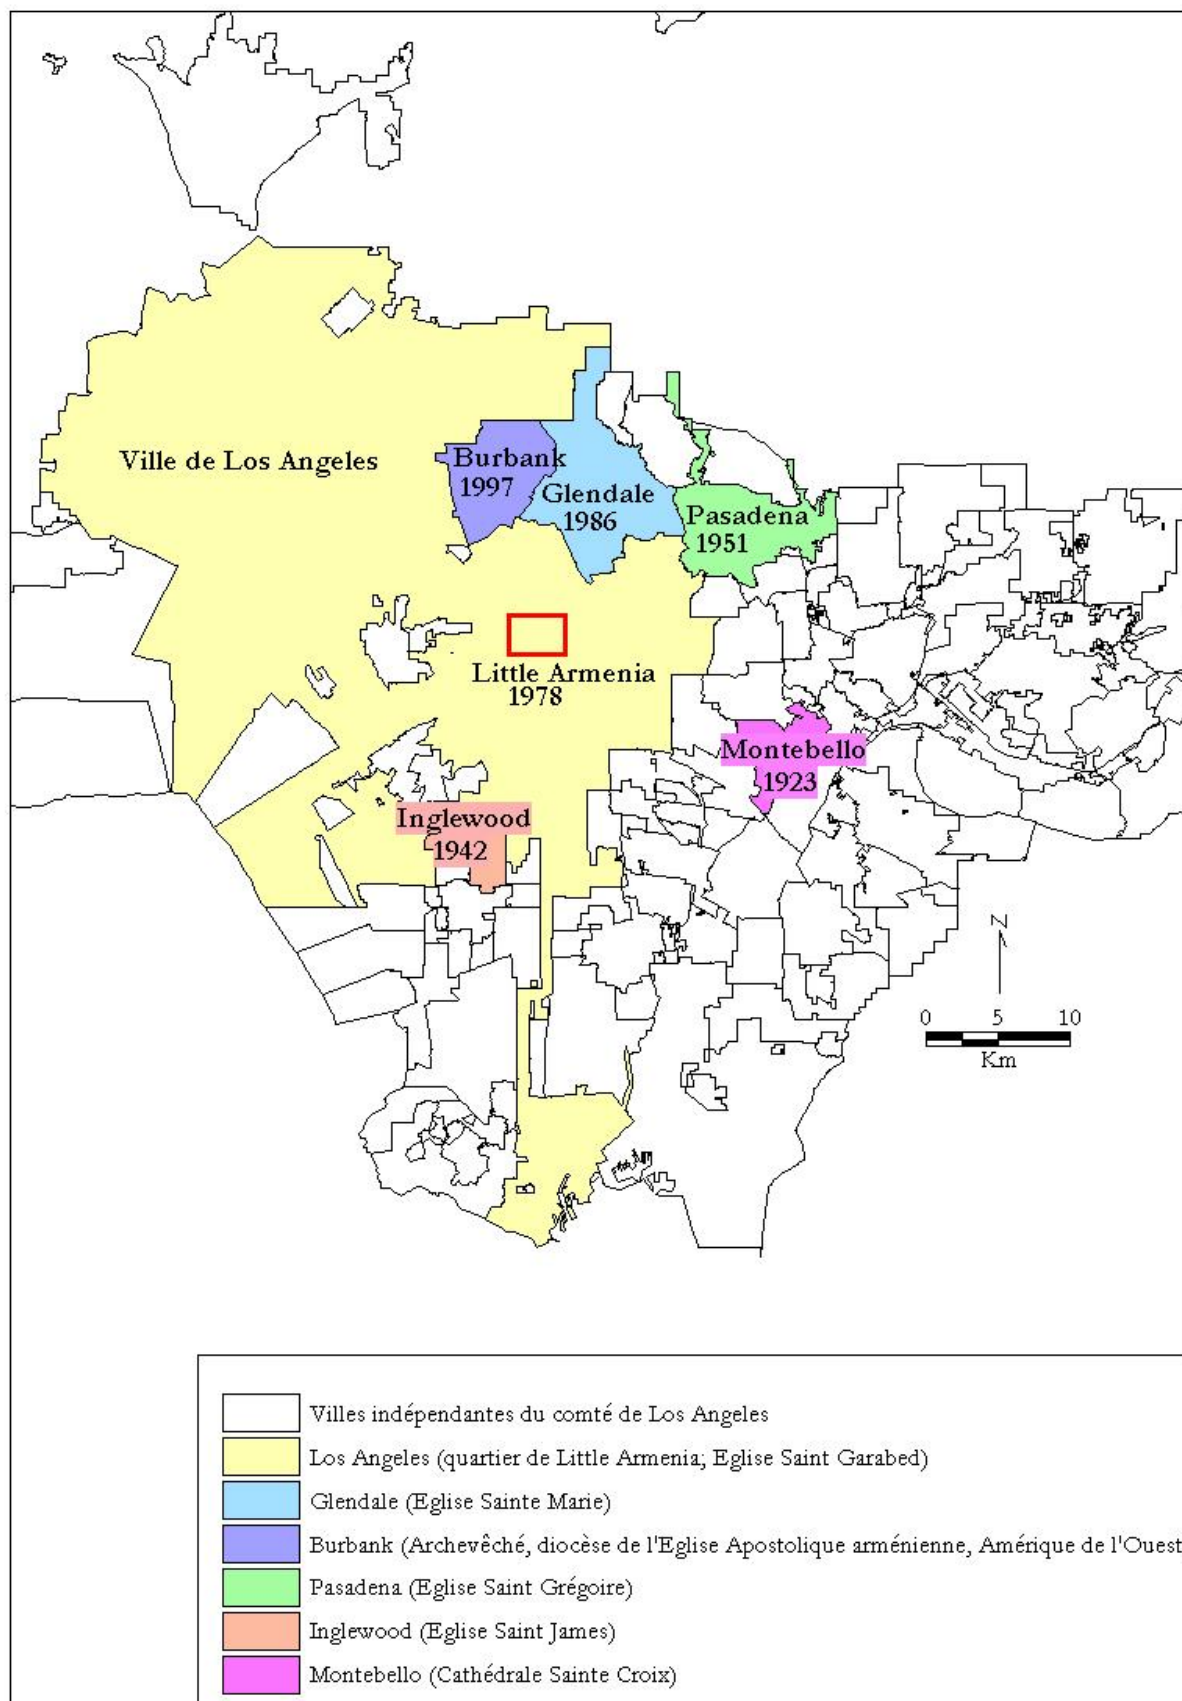 Ville de Los Angeles
Burbank
1997
Glendale
1986
Pasadena
1951
Little Armenia
1978
Montebello
1923
Inglewood
1942
N
0 5 10
Km
Villes indépendantes du comté de Los Angeles
Los Angeles (quartier de Little Armenia; Eglise Saint Garabed)
Glendale (Eglise Sainte Marie)
Burbank (Archevêché, diocèse de l'Eglise Apostolique arménienne, Amérique de l'Ouest
Pasadena (Eglise Saint Grégoire)
Inglewood (Eglise Saint James)
Montebello (Cathédrale Sainte Croix)